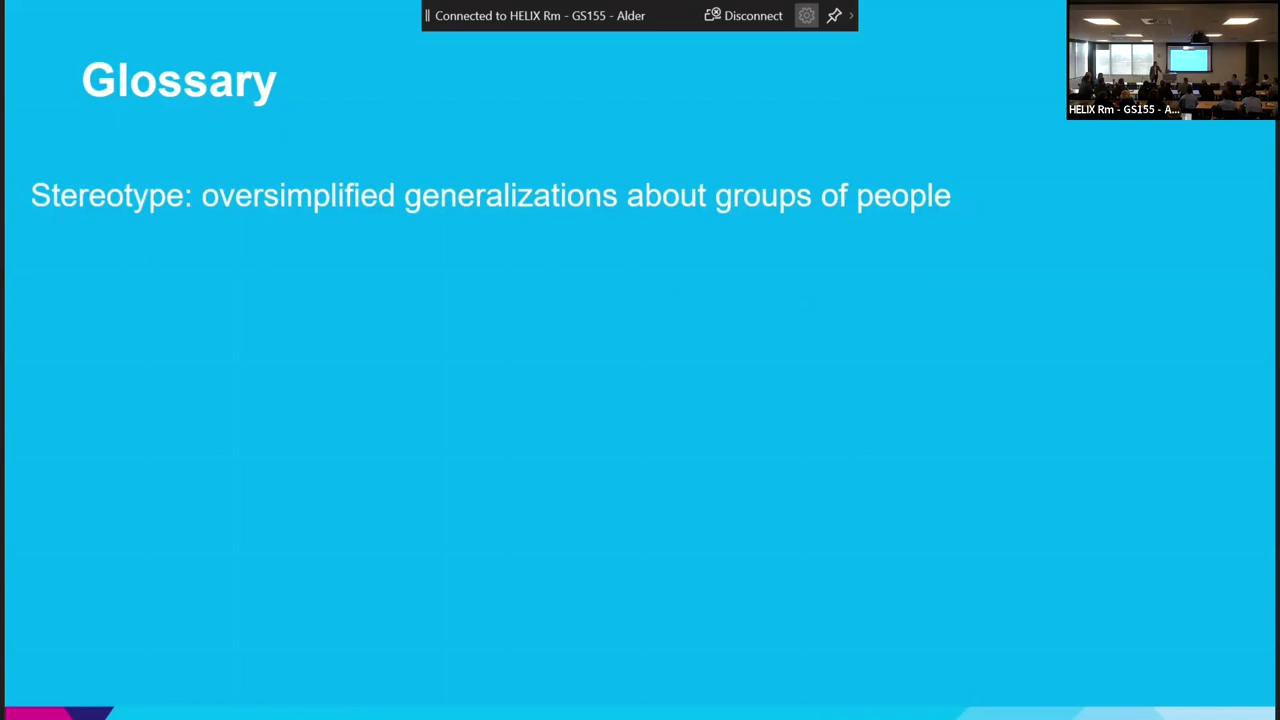 Connected to HELIX Rm - GS155 - Alder
Disconnect
Glossary
HELIX Rm - GS155 - A...
Stereotype: oversimplified generalizations about groups of people